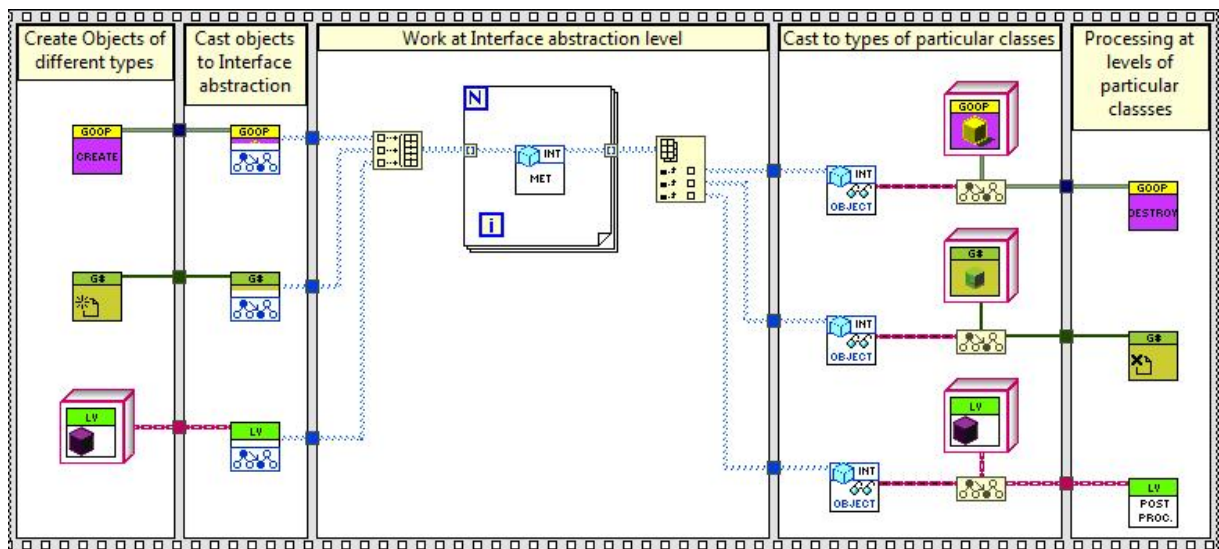 Create Objects of
different types
Cast objects
to Interface
abstraction
Work at Interface abstraction level
Cast to types of particular classes
Processing at
levels of
particular
classses
GOOP
CREATE
GOOP
N
INT
MET
i
INT
OBJECT
GOOP
GOOP
DESTROY
G#
G#
INT
OBJECT
G#
G#
LV
LV
INT
OBJECT
LV
LV
POST
PROC.